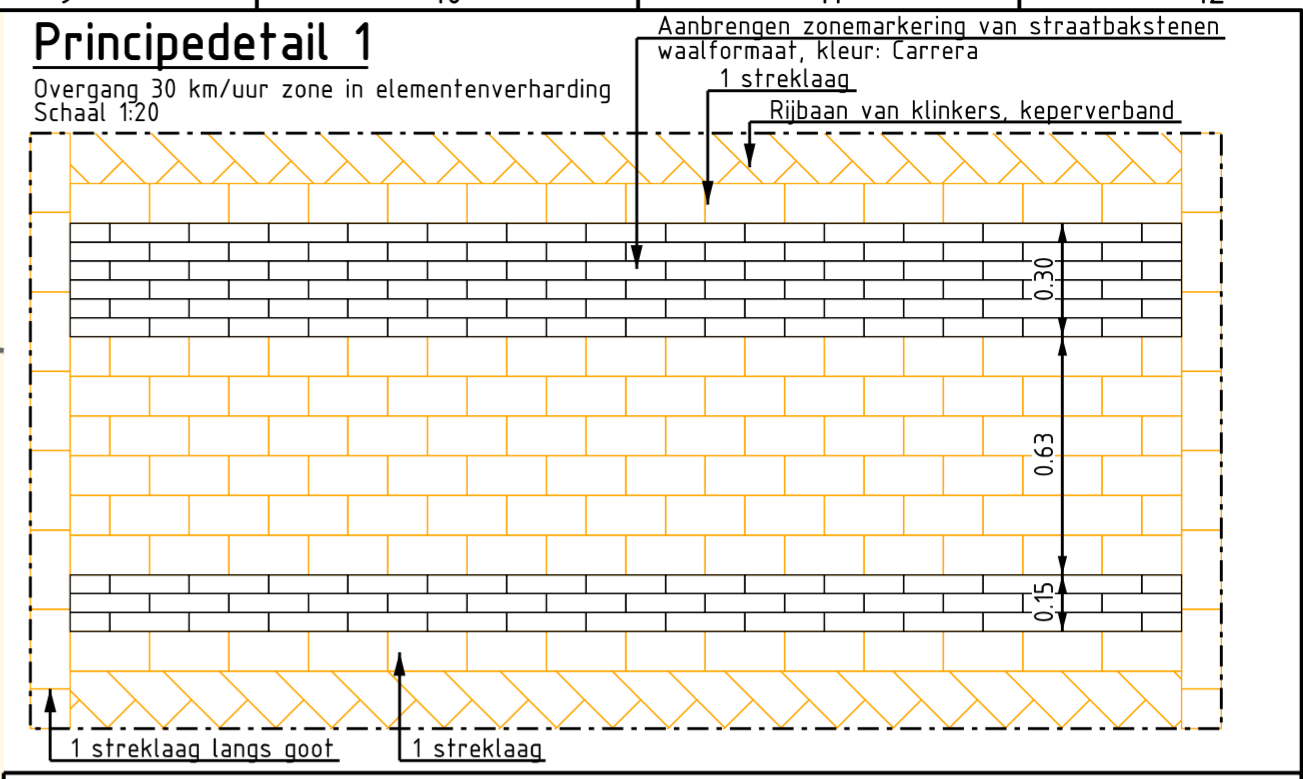 Principedetail 1
Overgang 30 km/uur zone in elementenverharding
Schaal 1:20
Aanbrengen zonemarkering van straatbakstenen
waalformaat, kleur: Carrera
1 streklaag
Rijbaan van klinkers, keperverband
0.30
0.63
0.15
1 streklaag langs goot
1 streklaag